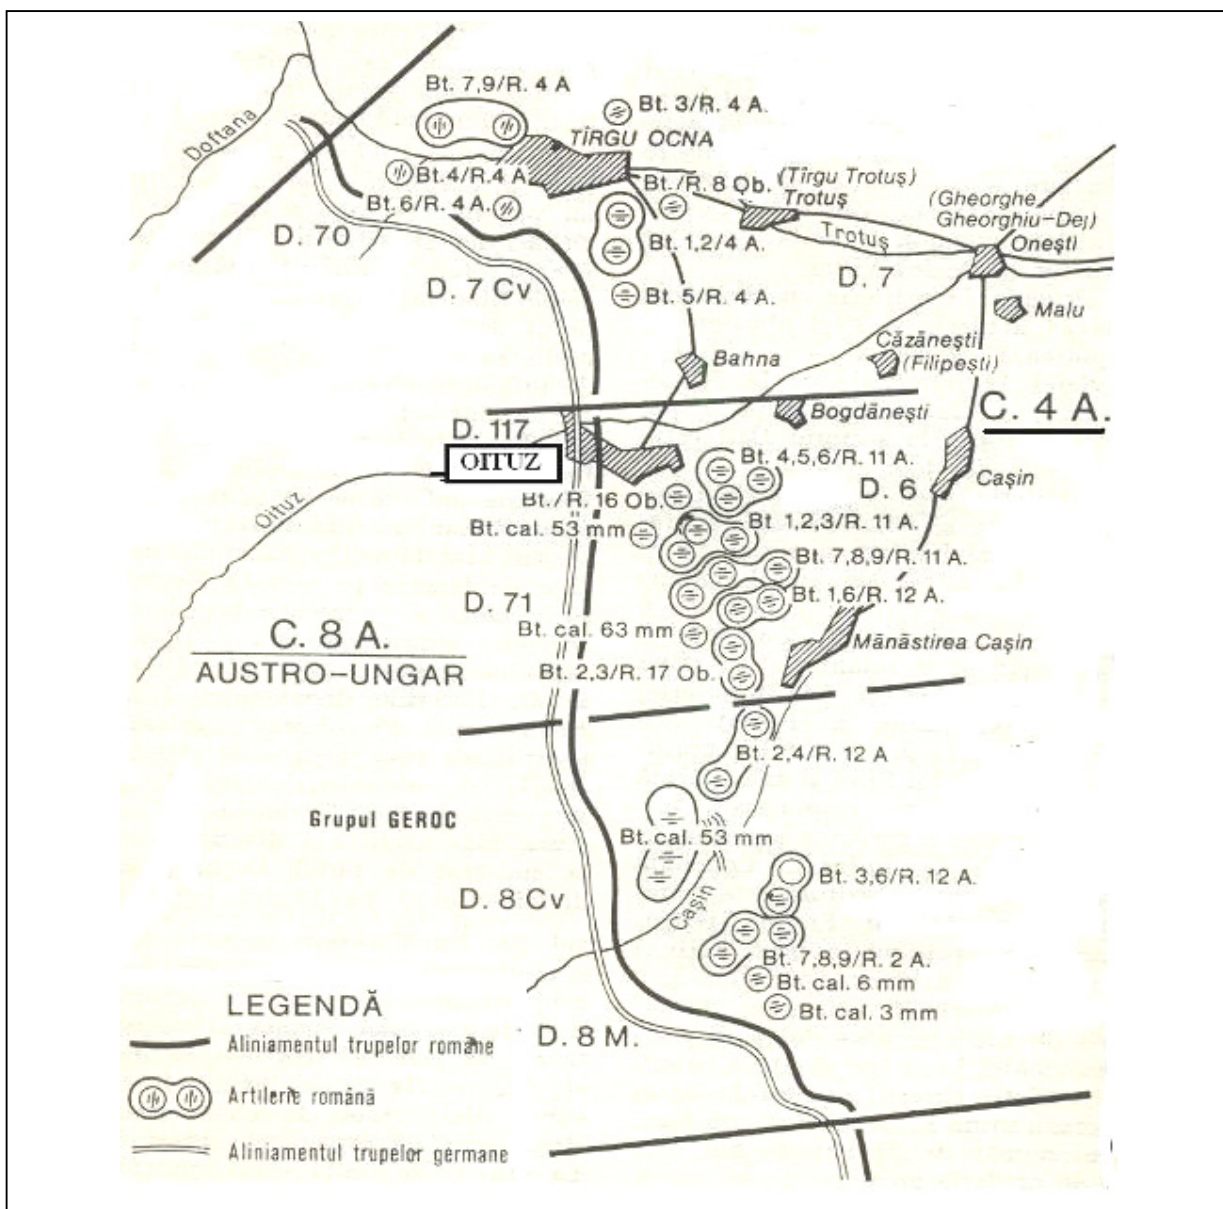 Bt. 7,9/R. 4 A
Bt. 3/R. 4 A.
TÎRGU OCNA
Doftana
Bt.4/R.4 A
Bt./R. 8 Ob.
(Tîrgu Trotuş)
Trotuş
(Gheorghe
Gheorghiu-Dej)
Oneşti
Bt. 6/R. 4A.
D. 70
Bt. 1,2/4 A.
Trotuş
D. 7
D. 7 Cv
Bt. 5/R. 4 A.
Malu
Bahna
Căzăneşti
(Filipeşti)
C. 4 A.
Bogdăneşti
D. 117
OITUZ
Bt. 4,5,6/R. 11 A.
D. 6
Caşin
Oituz
Bt./R. 16 Ob.
Bt. cal. 53 mm
Bt 1,2,3/R. 11 A.
Bt. 7,8,9/R. 11 A.
D. 71
Bt. 1,6/R. 12 A.
C. 8 A.
AUSTRO-UNGAR
Bt. cal. 63 mm
Mănăstirea Caşin
Bt. 2,3/R. 17 Ob.
Bt. 2,4/R. 12 A
Grupul GEROC
Bt. cal. 53 mm
Bt. 3,6/R. 12 A.
D. 8 Cv
Caşin
Bt. 7,8,9/R. 2 A.
Bt. cal. 6 mm
Bt. cal. 3 mm
D. 8 M.
LEGENDĂ
Aliniamentul trupelor române
Artilerie română
Aliniamentul trupelor germane